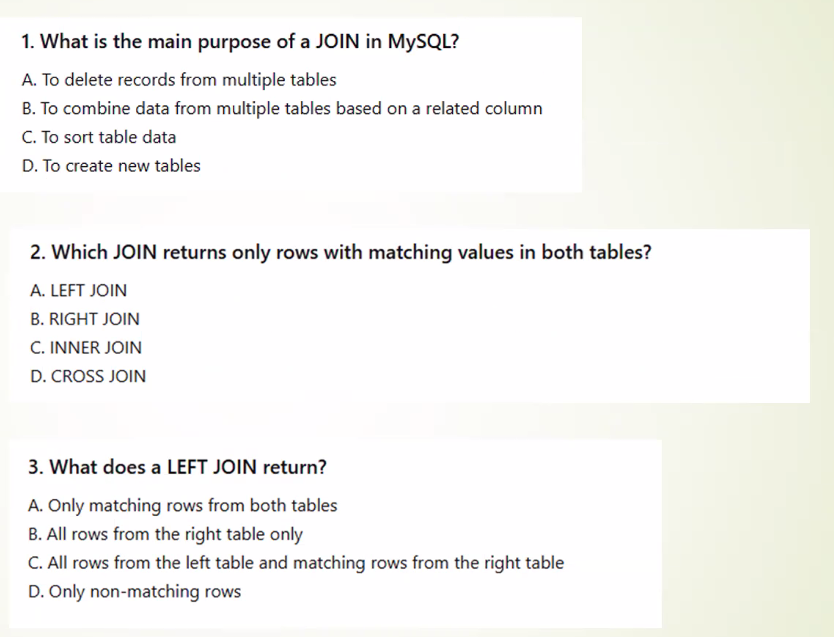 1. What is the main purpose of a JOIN in MySQL?
A. To delete records from multiple tables
B. To combine data from multiple tables based on a related column
C. To sort table data
D. To create new tables
2. Which JOIN returns only rows with matching values in both tables?
A. LEFT JOIN
B. RIGHT JOIN
C. INNER JOIN
D. CROSS JOIN
3. What does a LEFT JOIN return?
A. Only matching rows from both tables
B. All rows from the right table only
C. All rows from the left table and matching rows from the right table
D. Only non-matching rows